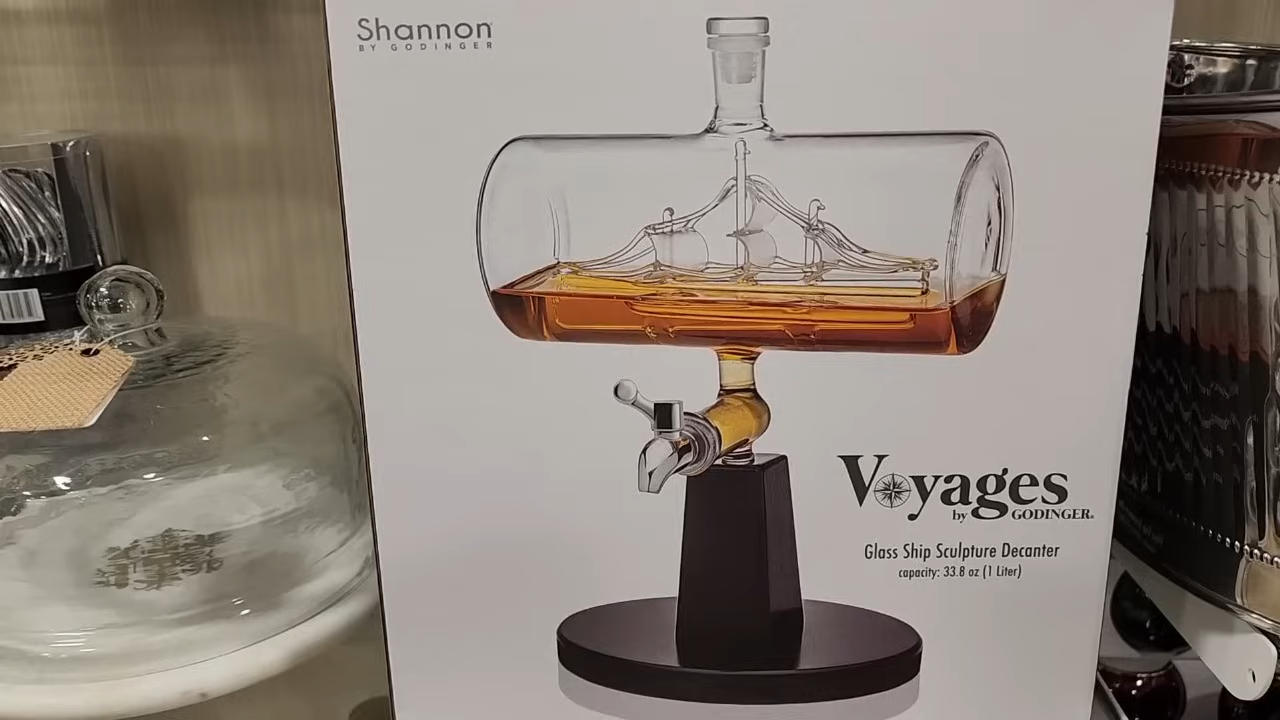 Shannon
BY GODINGER
Voyages
by GODINGER.
Glass Ship Sculpture Decanter
capacity: 33.8 oz (1 Liter)